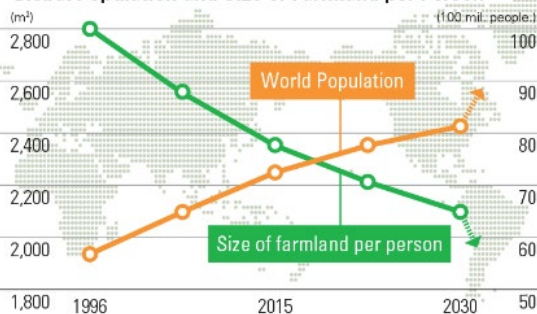 (m²) (100 mil. people.)
2,800 100
2,600 World Population 90
2,400 80
2,200 70
2,000 Size of farmland per person 60
1,800 1996 2015 2030 50